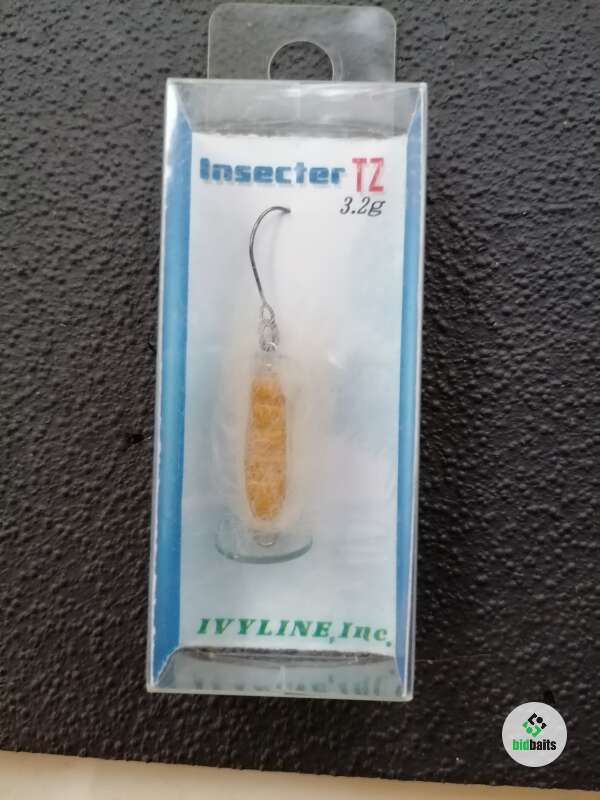 Insecter TZ
3.2g
IVYLINE, Inc.
bidbaits